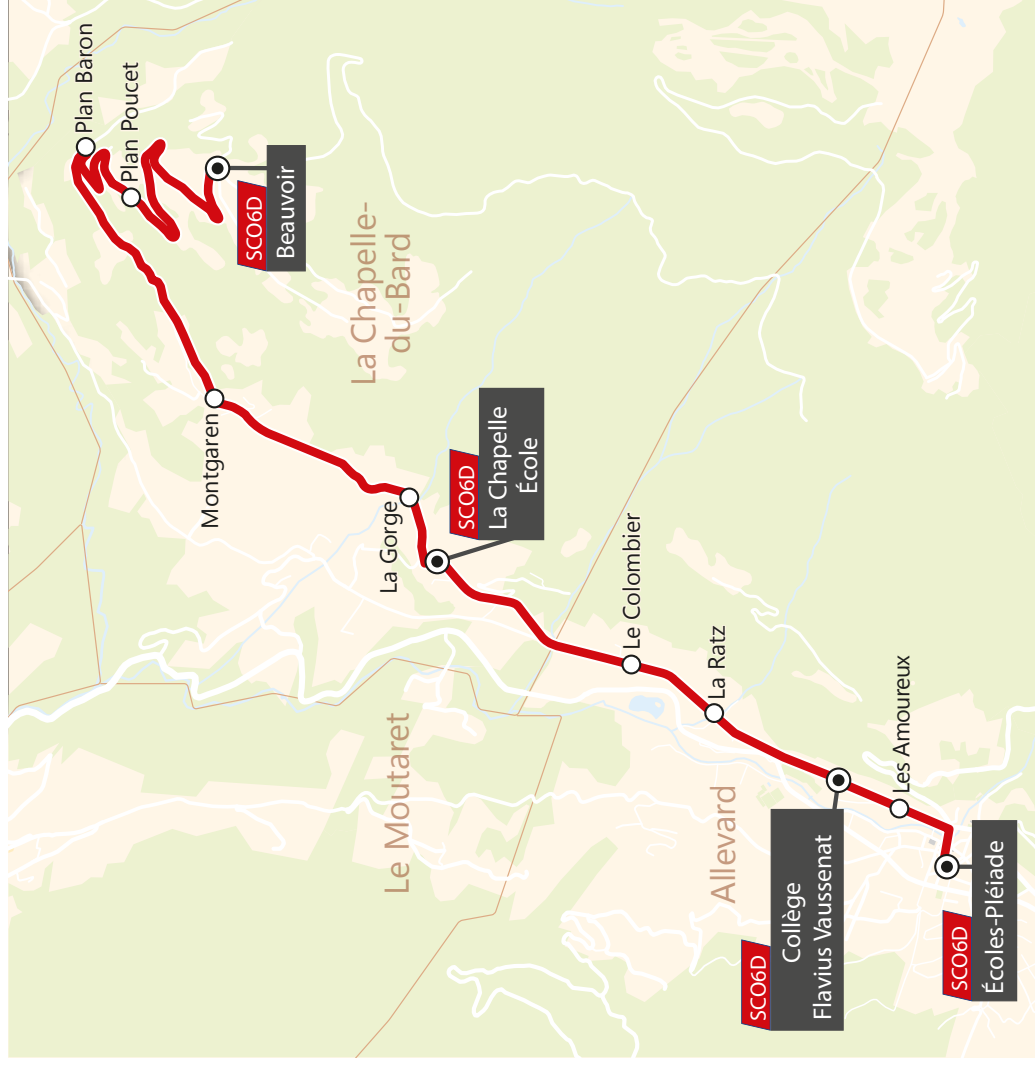 Plan Baron
Plan Poucet
SCO6D
Beauvoir
La Chapelle-
du-Bard
Montgaren
La Gorge
SCO6D
La Chapelle
École
Le Colombier
La Ratz
Le Moutaret
Allevard
Les Amoureux
SCO6D
Collège
Flavius Vaussenat
SCO6D
Écoles-Pléiade